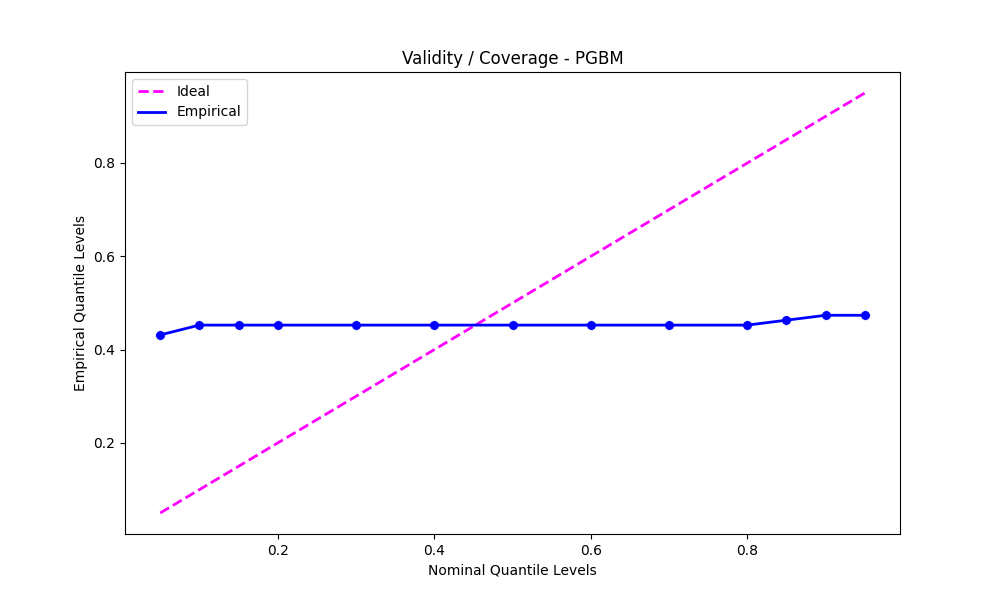 Validity / Coverage - PGBM
Ideal
Empirical
Empirical Quantile Levels
0.8
0.6
0.4
0.2
0.2 0.4 0.6 0.8
Nominal Quantile Levels